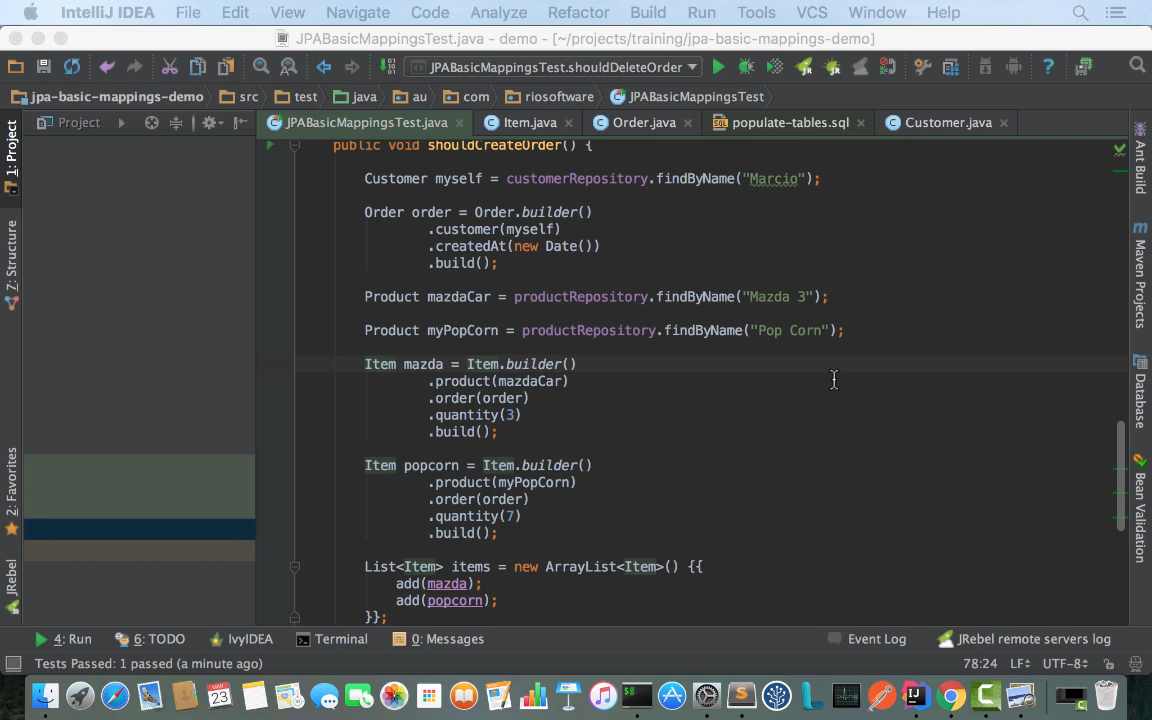 IntelliJ IDEA File Edit View Navigate Code Analyze Refactor Build Run Tools VCS Window Help
JPABasicMappingsTest.java - demo - [~/projects/training/jpa-basic-mappings-demo]
JPABasicMappingsTest.shouldDeleteOrder
jpa-basic-mappings-demo src test java au com riosoftware JPABasicMappingsTest
Project
JPABasicMappingsTest.java Item.java Order.java populate-tables.sql Customer.java
1: Project
Z: Structure
2: Favorites
JRebel
public void shouldCreateOrder() {
Customer myself = customerRepository.findByName("Marcio");
Order order = Order.builder()
.customer(myself)
.createdAt(new Date())
.build();
Product mazdaCar = productRepository.findByName("Mazda 3");
Product myPopCorn = productRepository.findByName("Pop Corn");
Item mazda = Item.builder()
.product(mazdaCar)
.order(order)
.quantity(3)
.build();
Item popcorn = Item.builder()
.product(myPopCorn)
.order(order)
.quantity(7)
.build();
List<Item> items = new ArrayList<Item>() {{
add(mazda);
add(popcorn);
}};
Ant Build
Maven Projects
Database
Bean Validation
4: Run 6: TODO IvyIDEA Terminal 0: Messages Event Log JRebel remote servers log
Tests Passed: 1 passed (a minute ago) 78:24 LF÷ UTF-8÷
23